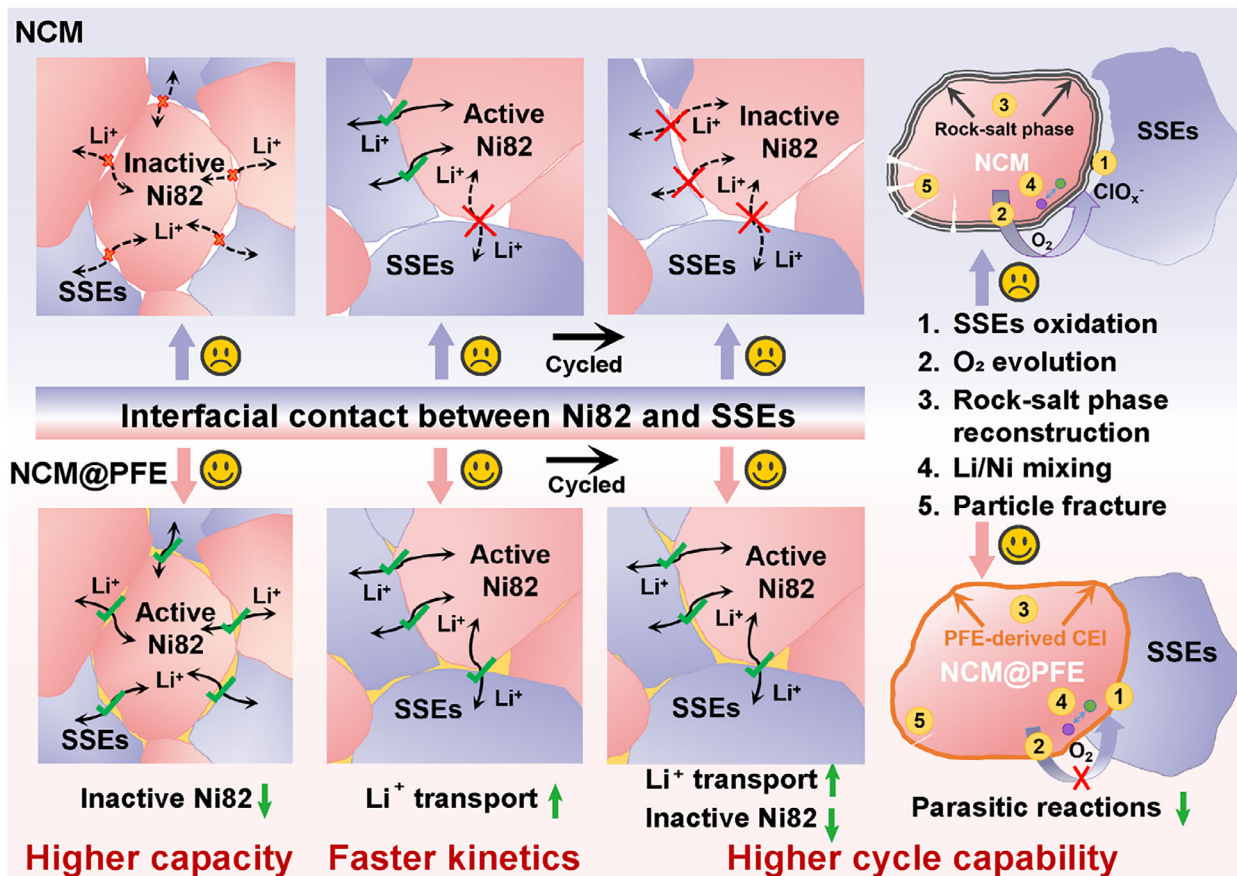 NCM
Li⁺
Li⁺
Inactive
Ni82
Li⁺
SSEs
Active
Ni82
Li⁺
Li⁺
SSEs
Li⁺
Li⁺
Inactive
Ni82
Li⁺
SSEs
Li⁺
3
Rock-salt phase
NCM
SSEs
1
5
4
ClOₓ⁻
2
O₂
Cycled
Interfacial contact between Ni82 and SSEs
1. SSEs oxidation
2. O₂ evolution
3. Rock-salt phase
reconstruction
4. Li/Ni mixing
5. Particle fracture
NCM@PFE
Cycled
Li⁺
Active
Ni82
Li⁺
Li⁺
SSEs
Active
Ni82
Li⁺
Li⁺
SSEs
Li⁺
Active
Ni82
Li⁺
Li⁺
SSEs
Li⁺
3
PFE-derived CEI
NCM@PFE
SSEs
4
1
5
2
O₂
Inactive Ni82
Li⁺ transport
Li⁺ transport
Inactive Ni82
Parasitic reactions
Higher capacity
Faster kinetics
Higher cycle capability